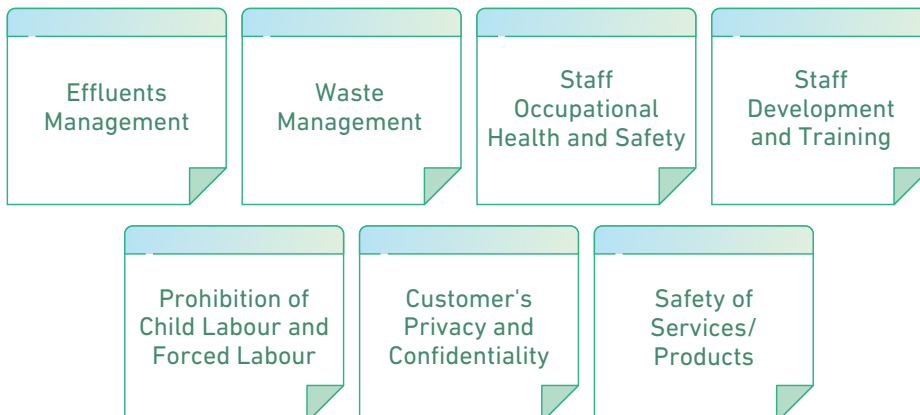 Effluents
Management
Waste
Management
Staff
Occupational
Health and Safety
Staff
Development
and Training
Prohibition of
Child Labour and
Forced Labour
Customer's
Privacy and
Confidentiality
Safety of
Services/
Products